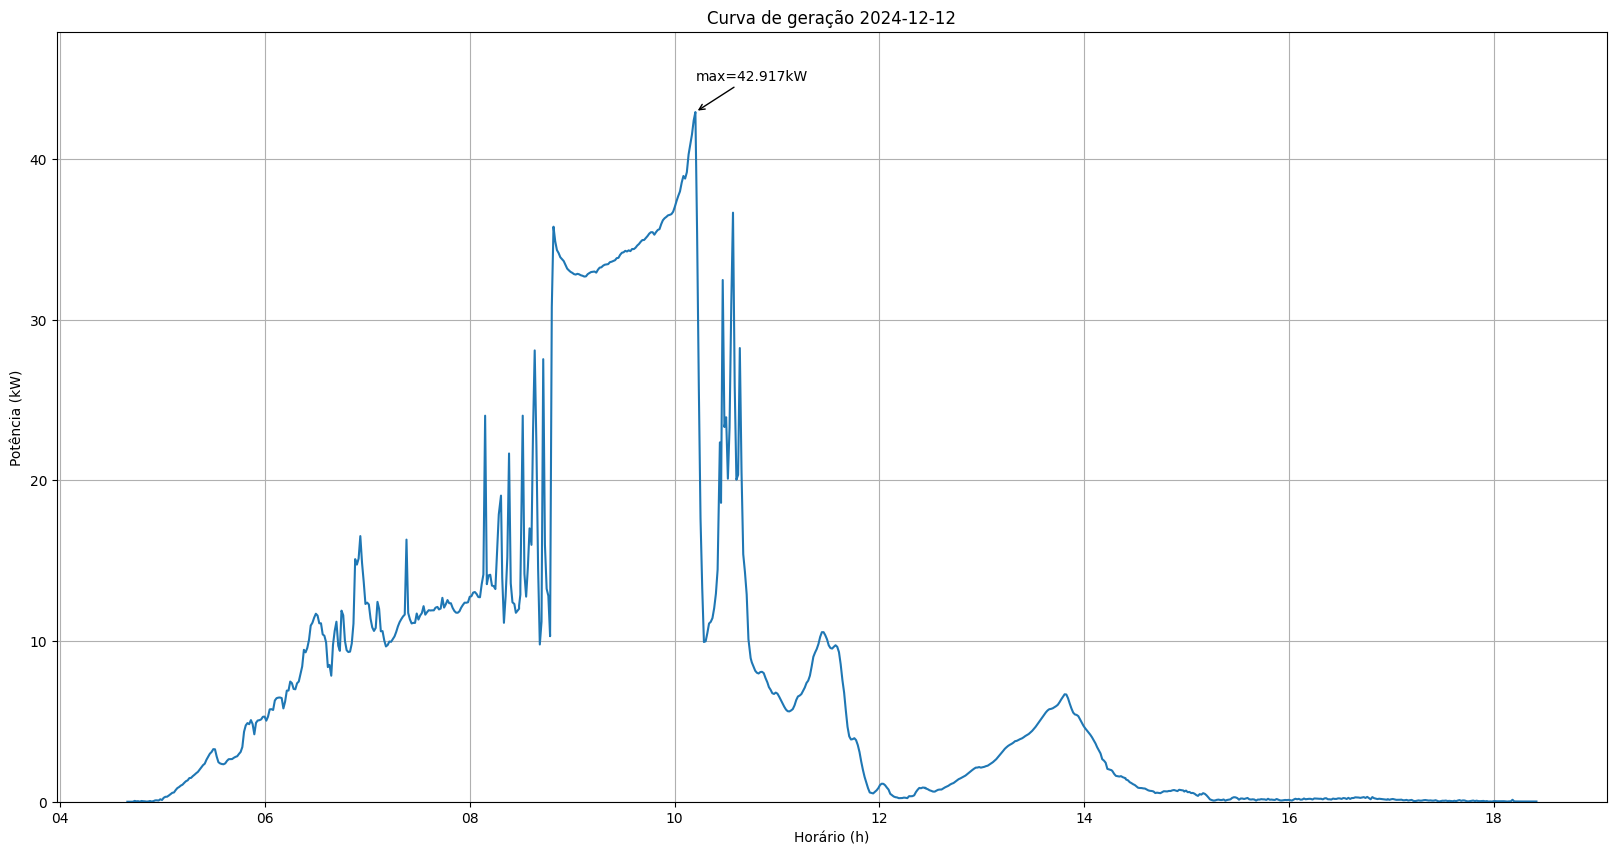 Curva de geração 2024-12-12
max=42.917kW
Potência (kW)
40
30
20
10
0
04 06 08 10 12 14 16 18
Horário (h)